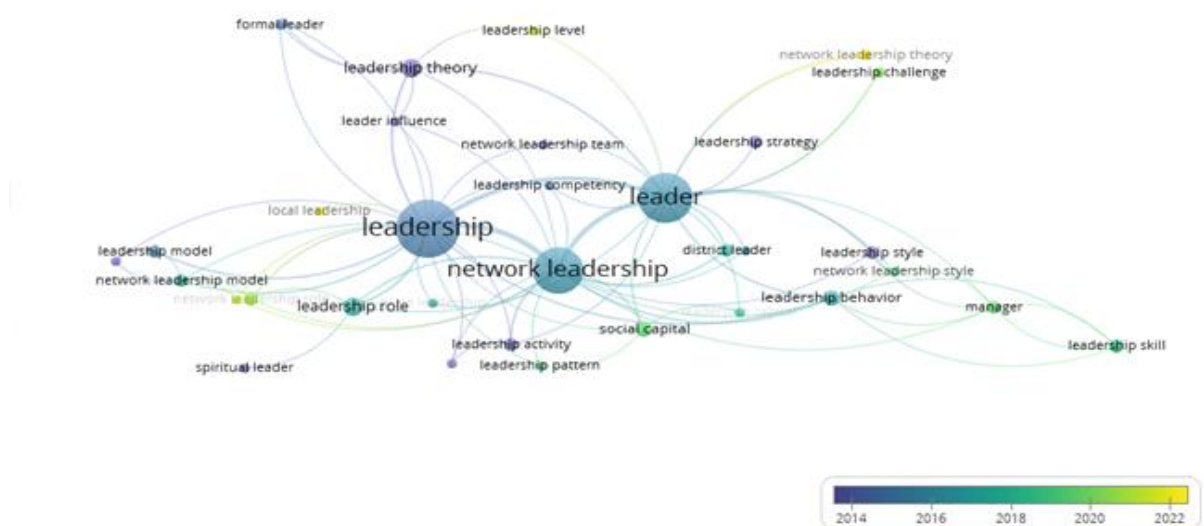 formal leader
leadership level
network leadership theory
leadership theory
leadership challenge
leader influence
network leadership team
leadership strategy
leadership competency
leader
local leadership
leadership
leadership model
district leader
leadership style
network leadership
network leadership style
network leadership model
leadership behavior
leadership role
manager
social capital
leadership activity
leadership skill
spiritual leader
leadership pattern
2014 2016 2018 2020 2022